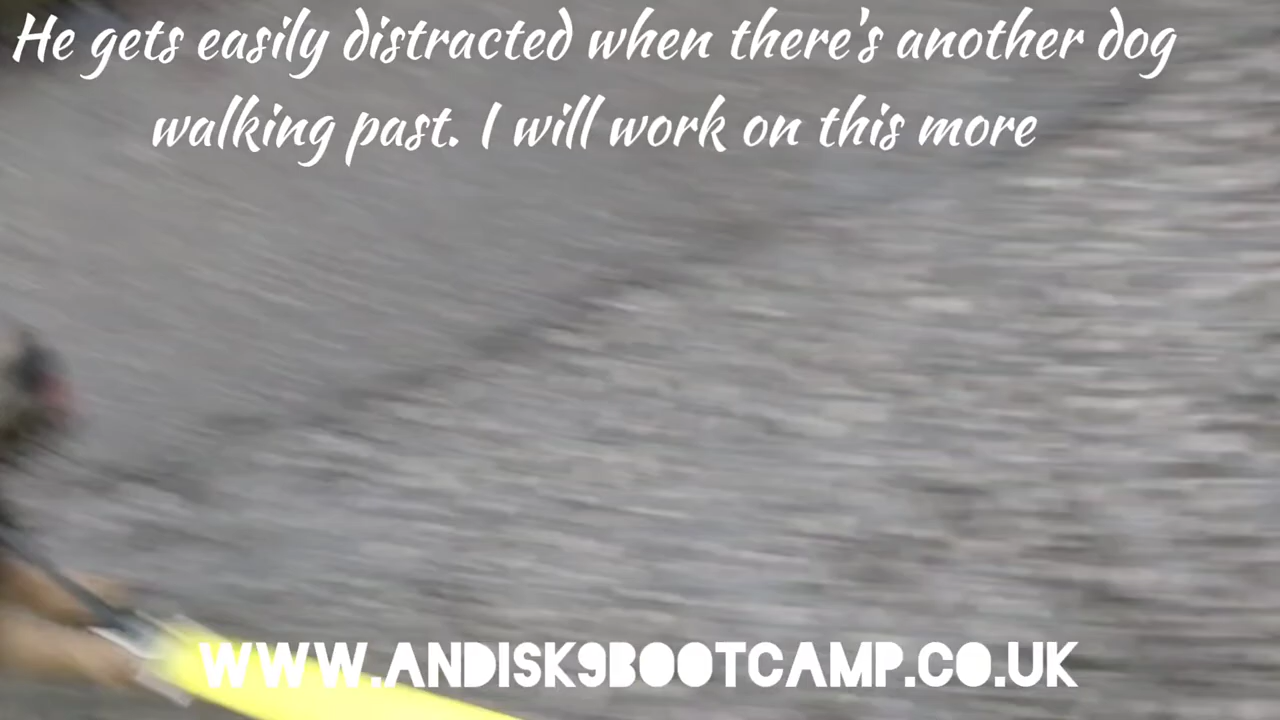 He gets easily distracted when there's another dog
walking past. I will work on this more
WWW.ANDISK9BOOTCAMP.CO.UK